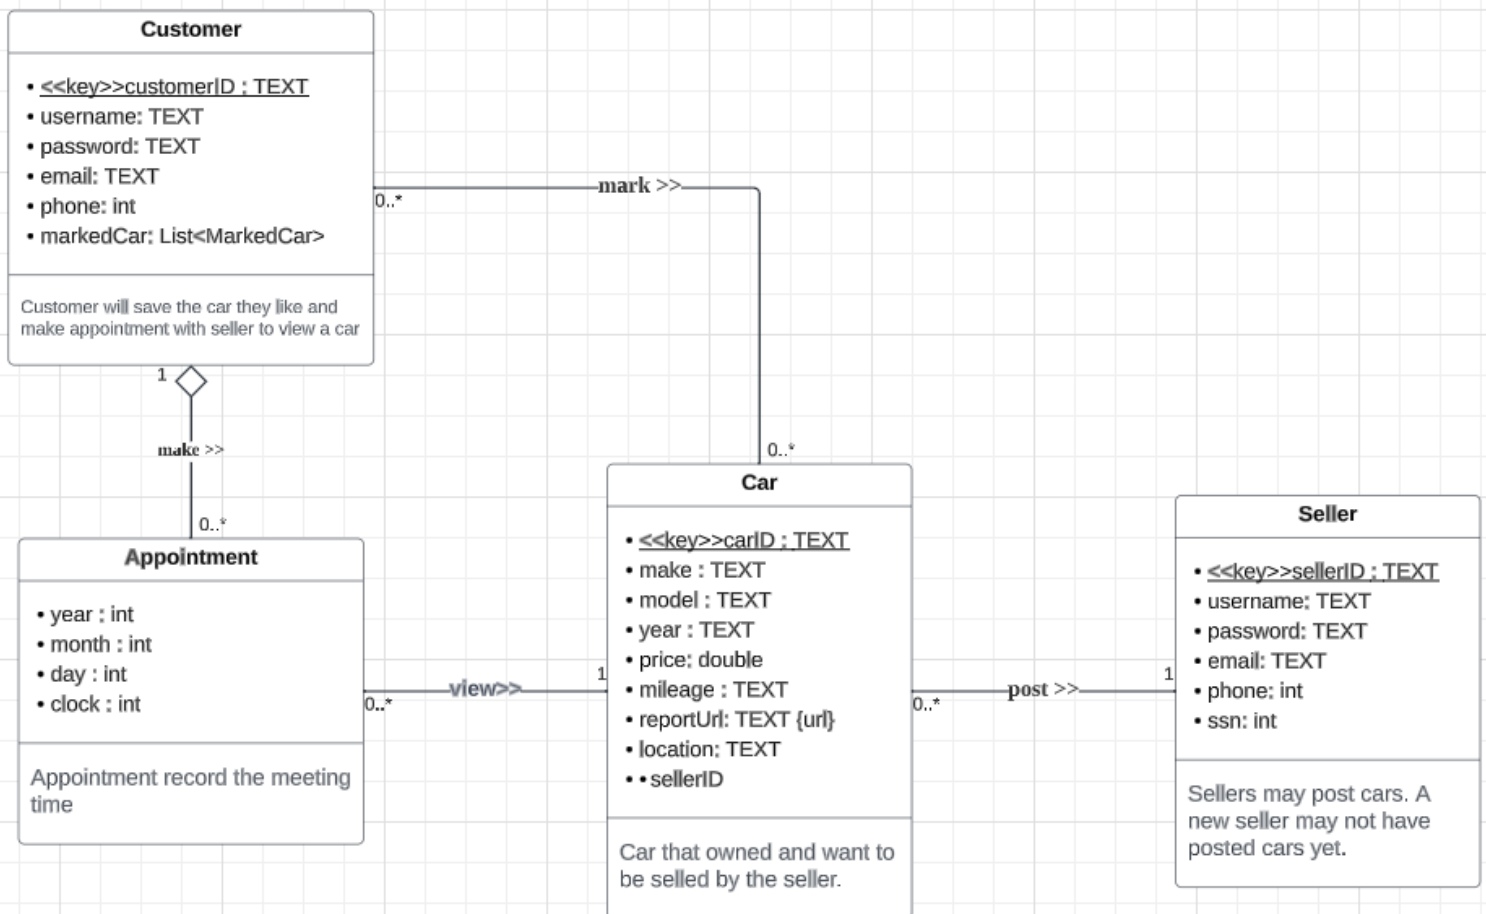 Customer
• <<key>>customerID : TEXT
• username: TEXT
• password: TEXT
• email: TEXT
• phone: int
• markedCar: List<MarkedCar>
Customer will save the car they like and
make appointment with seller to view a car
0..*
mark >>
0..*
1
make >>
0..*
Appointment
• year : int
• month : int
• day : int
• clock : int
Appointment record the meeting
time
0..*
view>>
1
Car
• <<key>>carID : TEXT
• make : TEXT
• model : TEXT
• year : TEXT
• price: double
• mileage : TEXT
• reportUrl: TEXT {url}
• location: TEXT
• • sellerID
Car that owned and want to
be selled by the seller.
0..*
post >>
1
Seller
• <<key>>sellerID : TEXT
• username: TEXT
• password: TEXT
• email: TEXT
• phone: int
• ssn: int
Sellers may post cars. A
new seller may not have
posted cars yet.